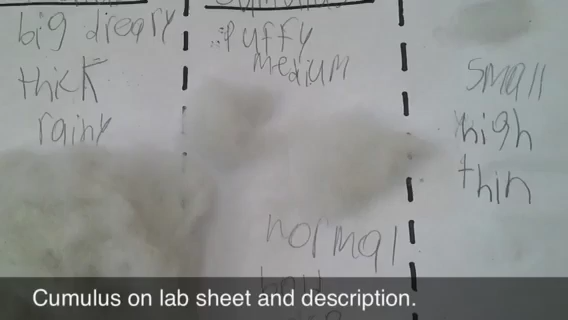 big dreary
thick
rainy
puffy
medium
normal
small
high
thin
Cumulus on lab sheet and description.